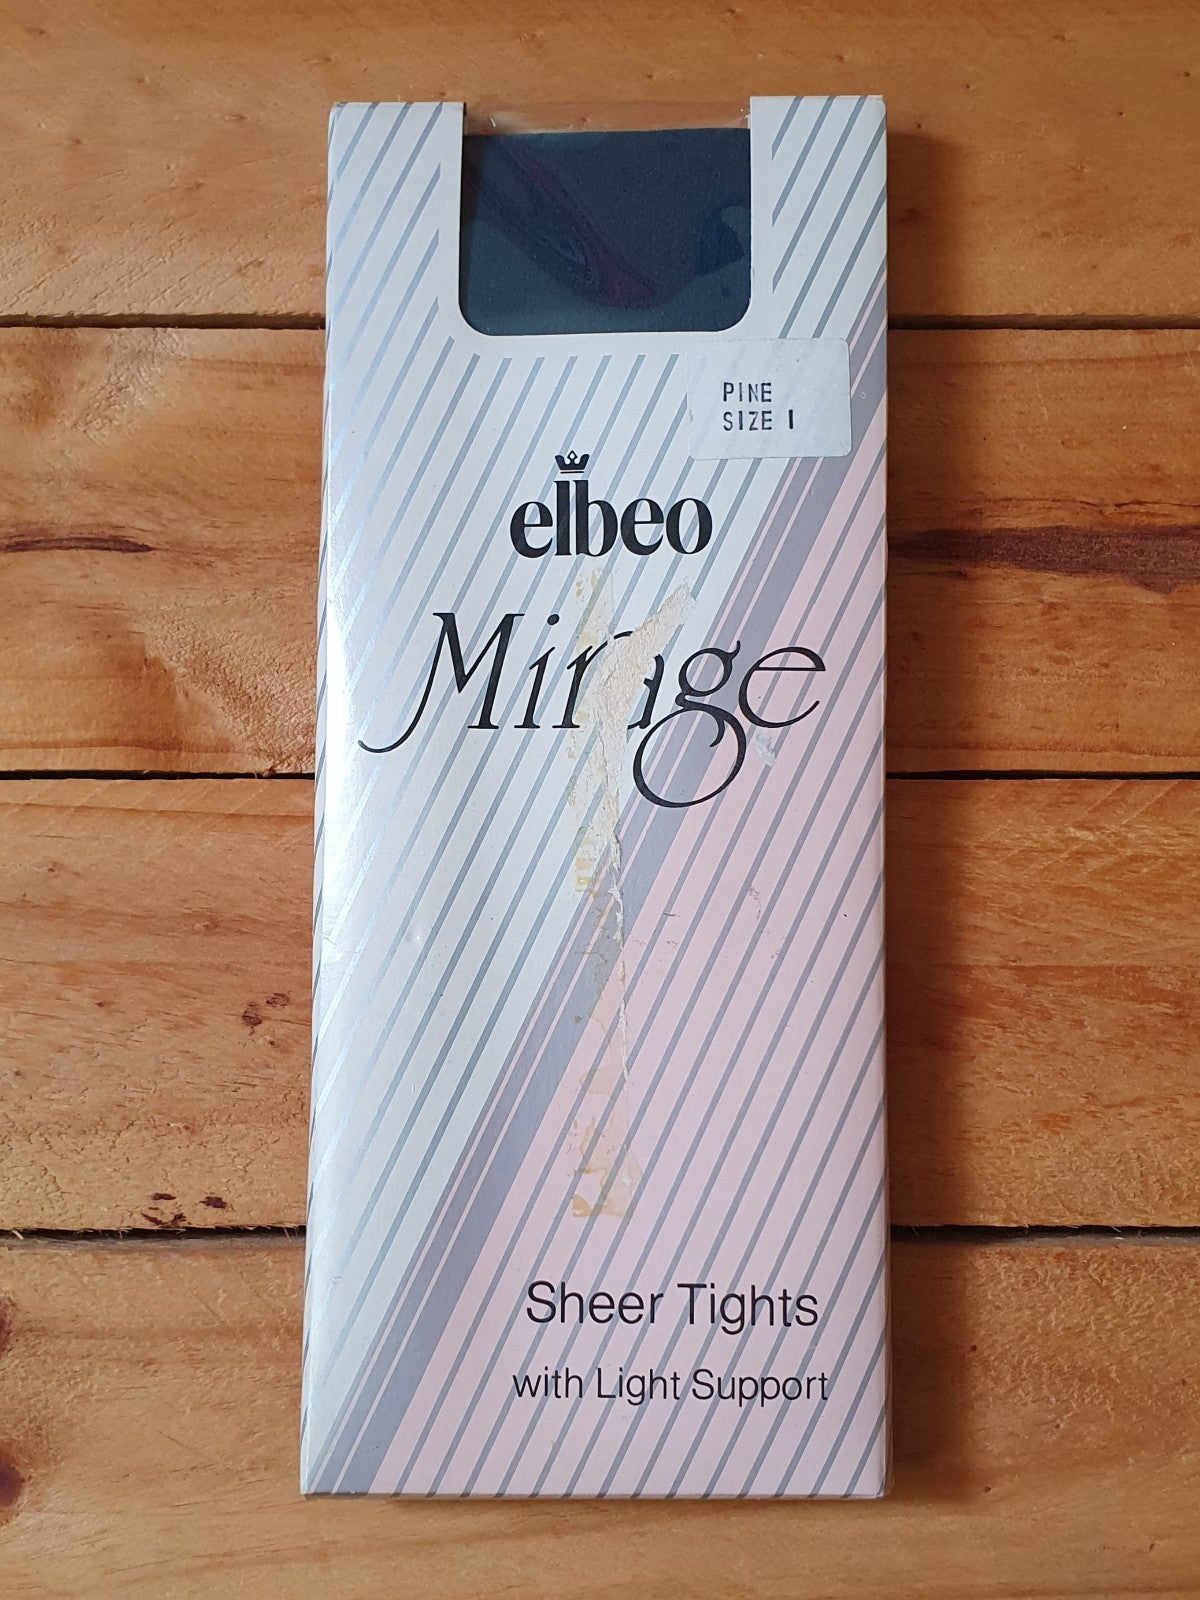 PINE
SIZE 1
elbeo
Mirage
Sheer Tights
with Light Support